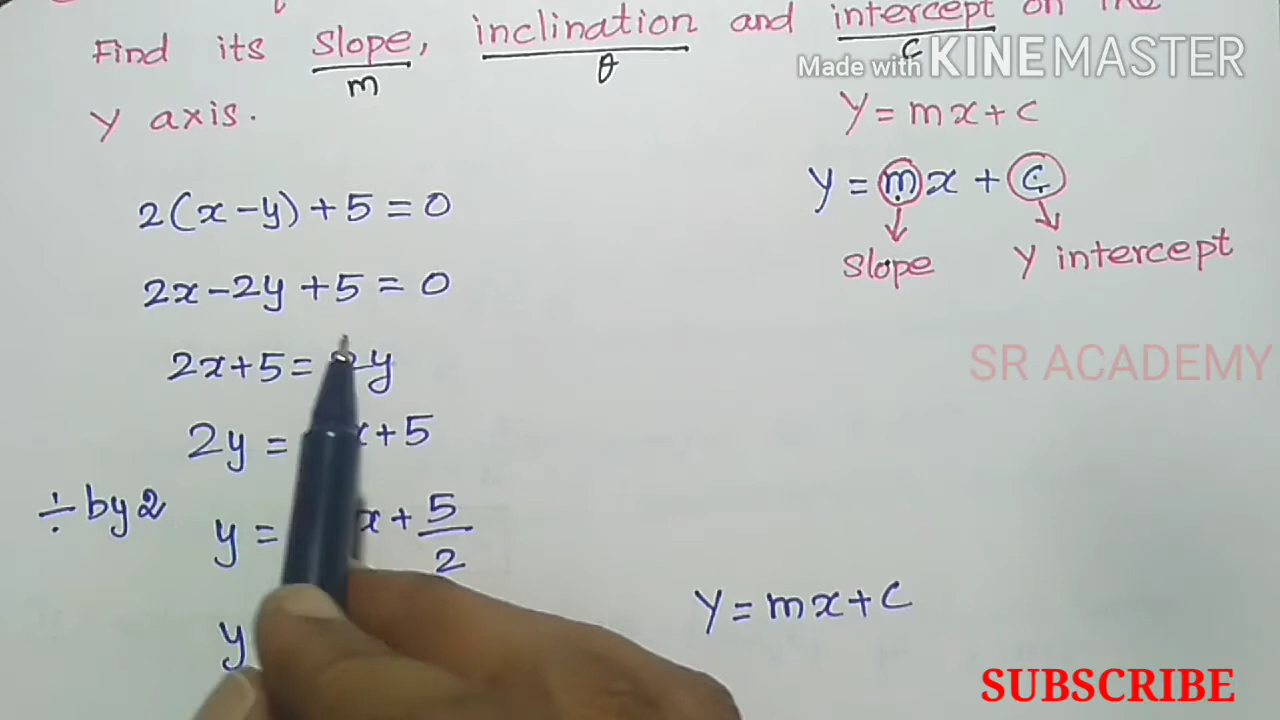 Find its slope, inclination and intercept on the
m θ c
Y axis.
Made with KINEMASTER
Y = mx + c
2(x - y) + 5 = 0
y = mx + c
slope Y intercept
2x - 2y + 5 = 0
2x + 5 = 2y
SR ACADEMY
2y = x + 5
÷ by 2 y = x + 5/2
Y = mx + c
y
SUBSCRIBE